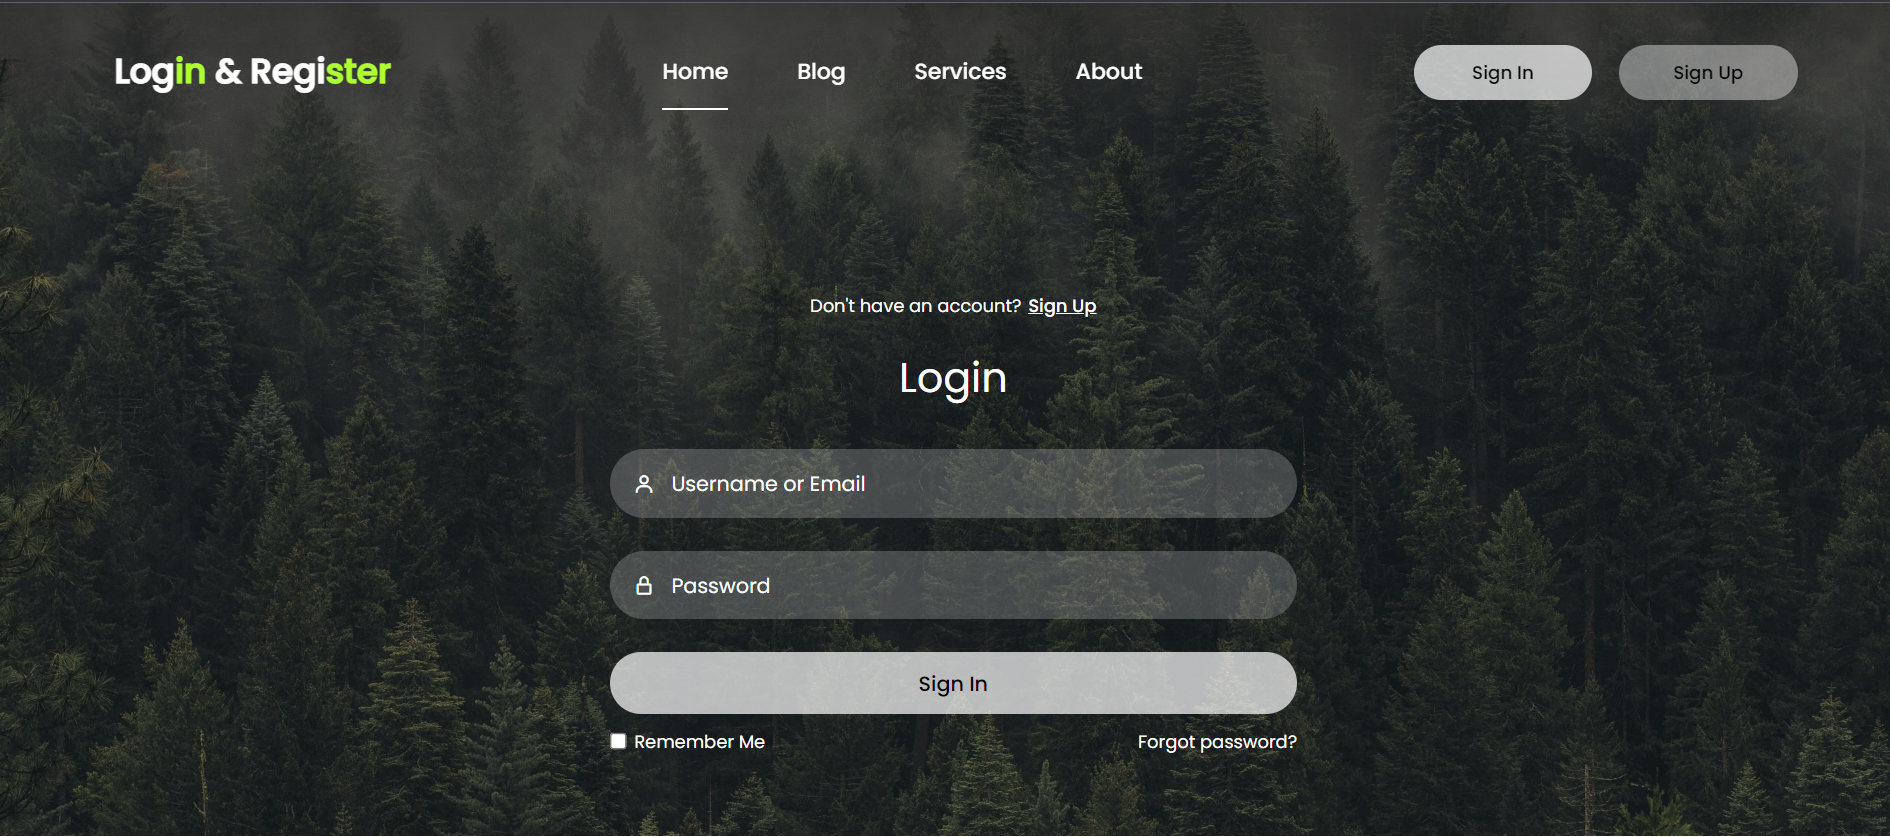 Login & Register
Home Blog Services About
Sign In Sign Up
Don't have an account? Sign Up
Login
Username or Email
Password
Sign In
Remember Me Forgot password?